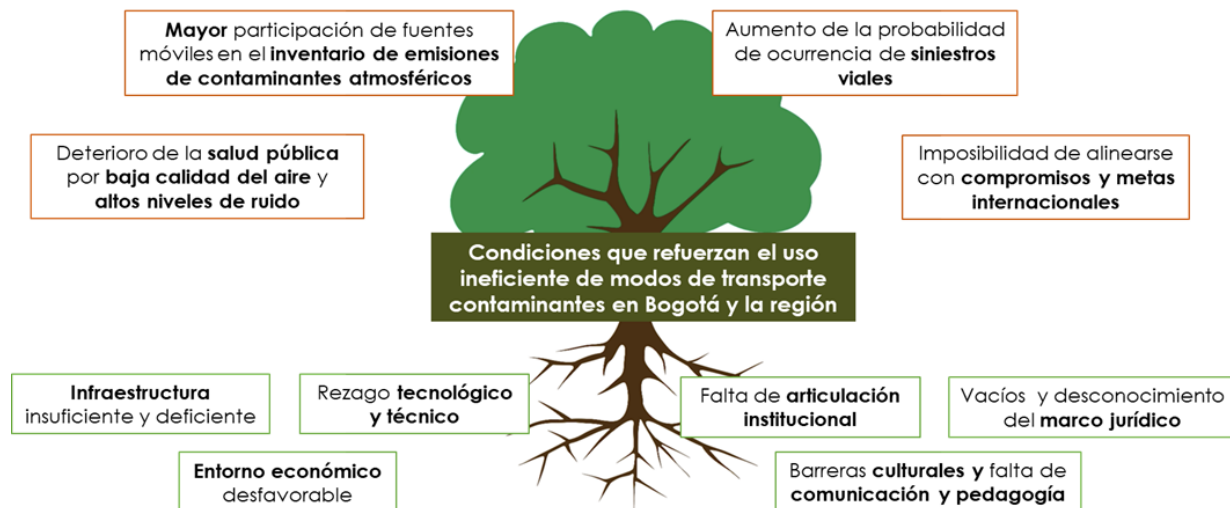 Mayor participación de fuentes
móviles en el inventario de emisiones
de contaminantes atmosféricos
Aumento de la probabilidad
de ocurrencia de siniestros
viales
Deterioro de la salud pública
por baja calidad del aire y
altos niveles de ruido
Imposibilidad de alinearse
con compromisos y metas
internacionales
Condiciones que refuerzan el uso
ineficiente de modos de transporte
contaminantes en Bogotá y la región
Infraestructura
insuficiente y deficiente
Rezago tecnológico
y técnico
Falta de articulación
institucional
Vacíos y desconocimiento
del marco jurídico
Entorno económico
desfavorable
Barreras culturales y falta de
comunicación y pedagogía